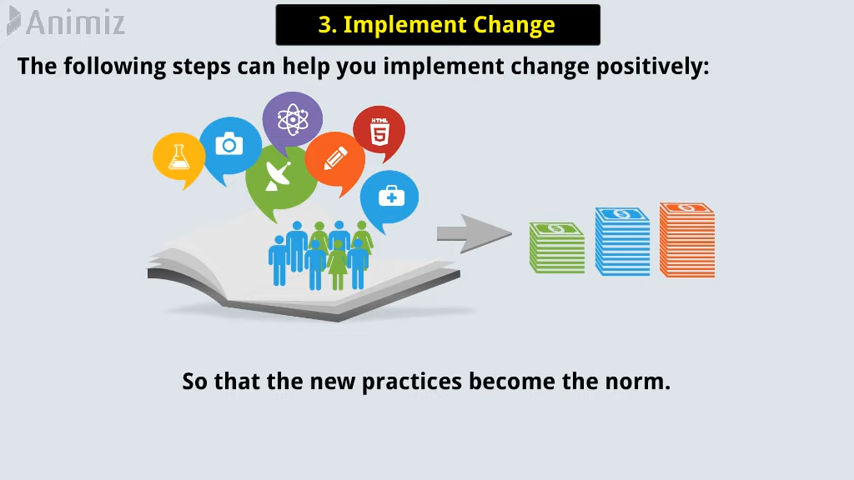 Animiz
3. Implement Change
The following steps can help you implement change positively:
HTML
5
So that the new practices become the norm.